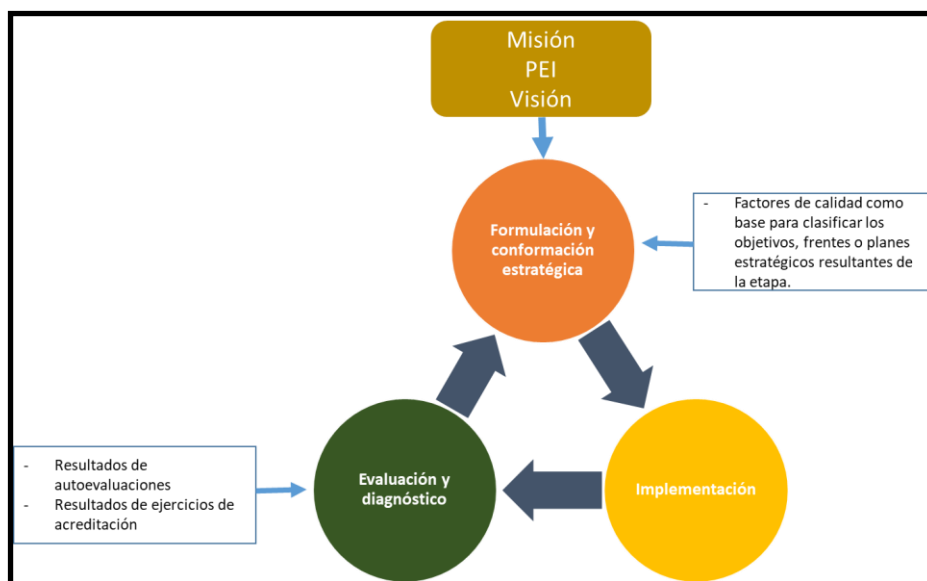 Misión
PEI
Visión
Formulación y
conformación
estratégica
- Factores de calidad como
base para clasificar los
objetivos, frentes o planes
estratégicos resultantes de
la etapa.
- Resultados de
autoevaluaciones
- Resultados de ejercicios de
acreditación
Evaluación y
diagnóstico
Implementación